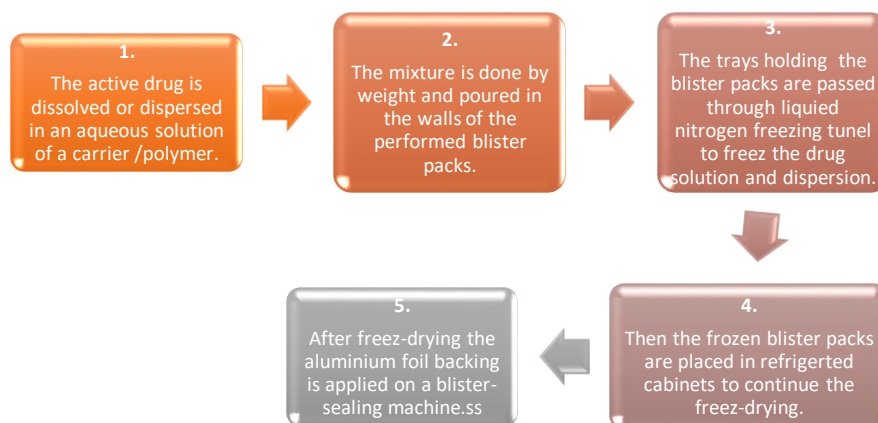 1.
The active drug is
dissolved or dispersed
in an aqueous solution
of a carrier /polymer.
2.
The mixture is done by
weight and poured in
the walls of the
performed blister
packs.
3.
The trays holding the
blister packs are passed
through liquied
nitrogen freezing tunel
to freez the drug
solution and dispersion.
4.
Then the frozen blister packs
are placed in refrigerted
cabinets to continue the
freez-drying.
5.
After freez-drying the
aluminium foil backing
is applied on a blister-
sealing machine.ss